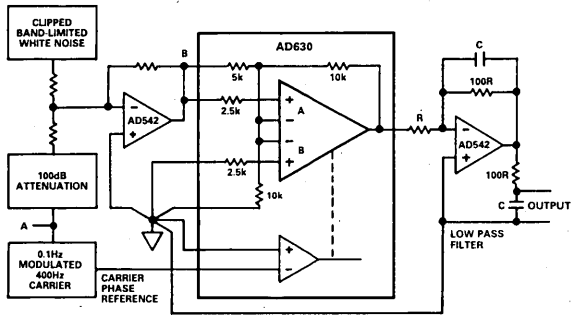 CLIPPED
BAND-LIMITED
WHITE NOISE
100dB
ATTENUATION
A
0.1Hz
MODULATED
400Hz
CARRIER
CARRIER
PHASE
REFERENCE
AD542
-
+
B
AD630
5k
10k
2.5k
2.5k
10k
+
A
-
-
B
+
+
-
R
C
100R
-
AD542
+
100R
C
OUTPUT
LOW PASS
FILTER